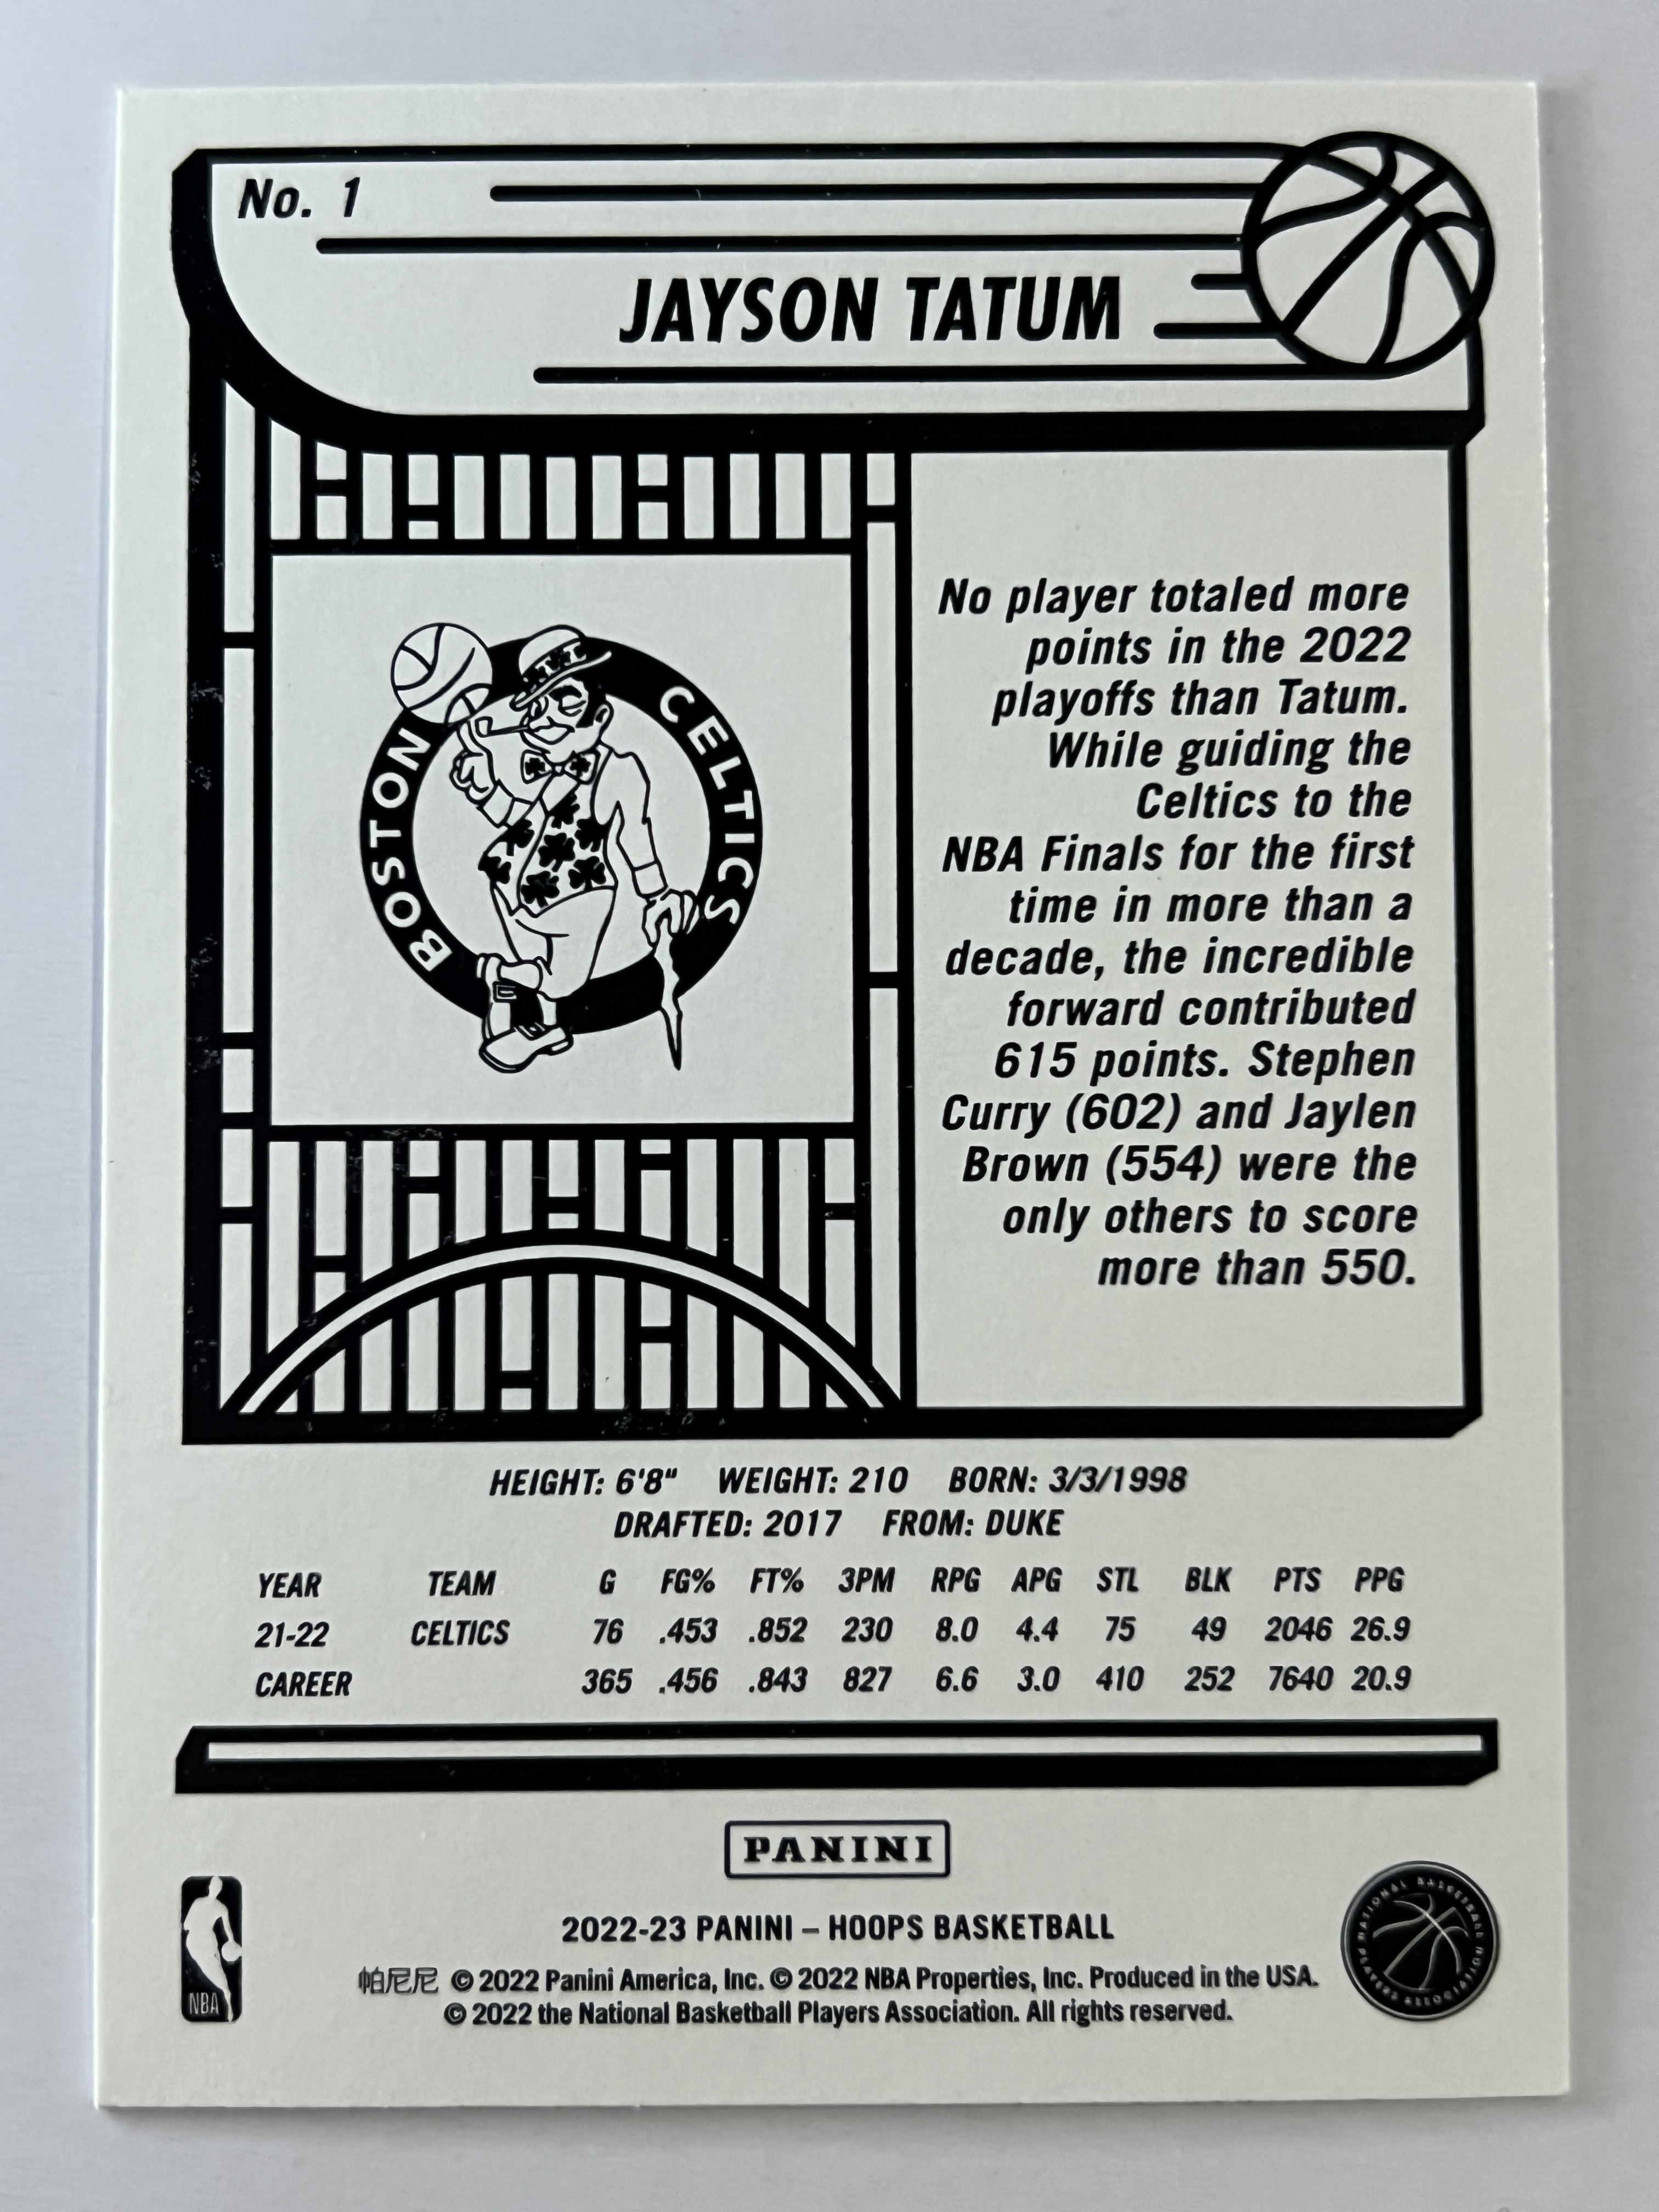 No. 1
JAYSON TATUM
BOSTON CELTICS
No player totaled more
points in the 2022
playoffs than Tatum.
While guiding the
Celtics to the
NBA Finals for the first
time in more than a
decade, the incredible
forward contributed
615 points. Stephen
Curry (602) and Jaylen
Brown (554) were the
only others to score
more than 550.
HEIGHT: 6'8" WEIGHT: 210 BORN: 3/3/1998
DRAFTED: 2017 FROM: DUKE
YEAR TEAM G FG% FT% 3PM RPG APG STL BLK PTS PPG
21-22 CELTICS 76 .453 .852 230 8.0 4.4 75 49 2046 26.9
CAREER 365 .456 .843 827 6.6 3.0 410 252 7640 20.9
PANINI
2022-23 PANINI – HOOPS BASKETBALL
帕尼尼 © 2022 Panini America, Inc. © 2022 NBA Properties, Inc. Produced in the USA.
© 2022 the National Basketball Players Association. All rights reserved.
NBA
NATIONAL BASKETBALL PLAYERS ASSOCIATION